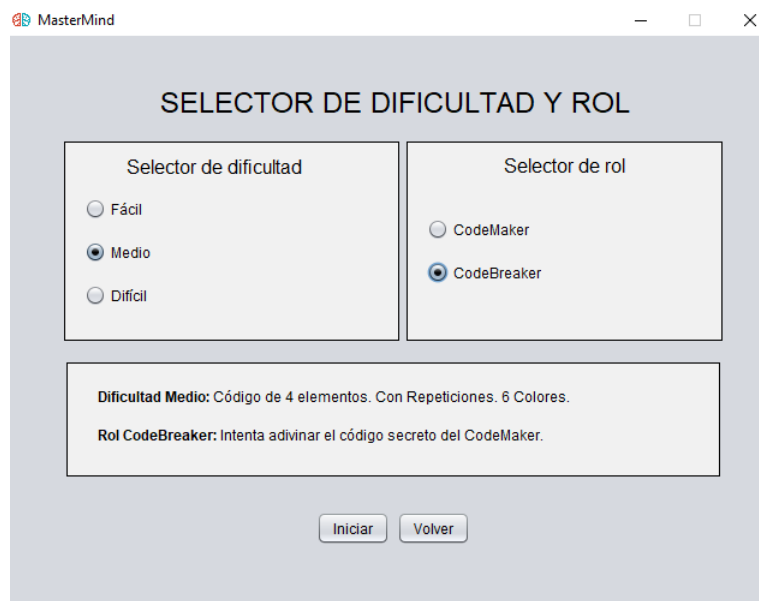 MasterMind
SELECTOR DE DIFICULTAD Y ROL
Selector de dificultad
Fácil
Medio
Difícil
Selector de rol
CodeMaker
CodeBreaker
Dificultad Medio: Código de 4 elementos. Con Repeticiones. 6 Colores.
Rol CodeBreaker: Intenta adivinar el código secreto del CodeMaker.
Iniciar
Volver